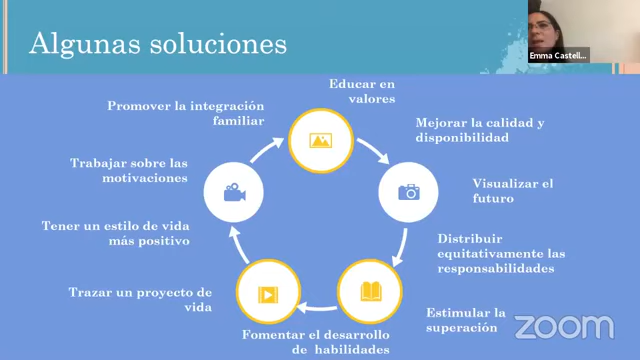 Algunas soluciones
Emma Castell...
Educar en
valores
Promover la integración
familiar
Mejorar la calidad y
disponibilidad
Trabajar sobre las
motivaciones
Visualizar el
futuro
Tener un estilo de vida
más positivo
Distribuir
equitativamente las
responsabilidades
Trazar un proyecto de
vida
Estimular la
superación
Fomentar el desarrollo
de habilidades
zoom